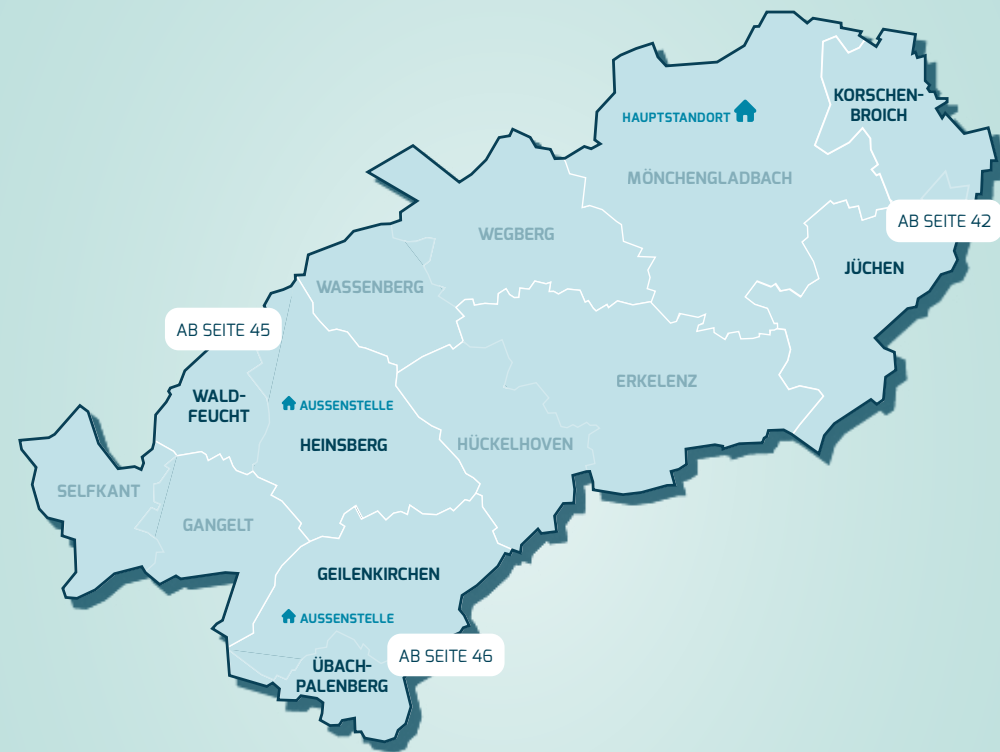 KORSCHEN-
BROICH
HAUPTSTANDORT
MÖNCHENGLADBACH
AB SEITE 42
WEGBERG
JÜCHEN
WASSENBERG
AB SEITE 45
ERKELENZ
WALD-
FEUCHT
AUSSENSTELLE
HEINSBERG
HÜCKELHOVEN
SELFKANT
GANGELT
GEILENKIRCHEN
AUSSENSTELLE
AB SEITE 46
ÜBACH-
PALENBERG